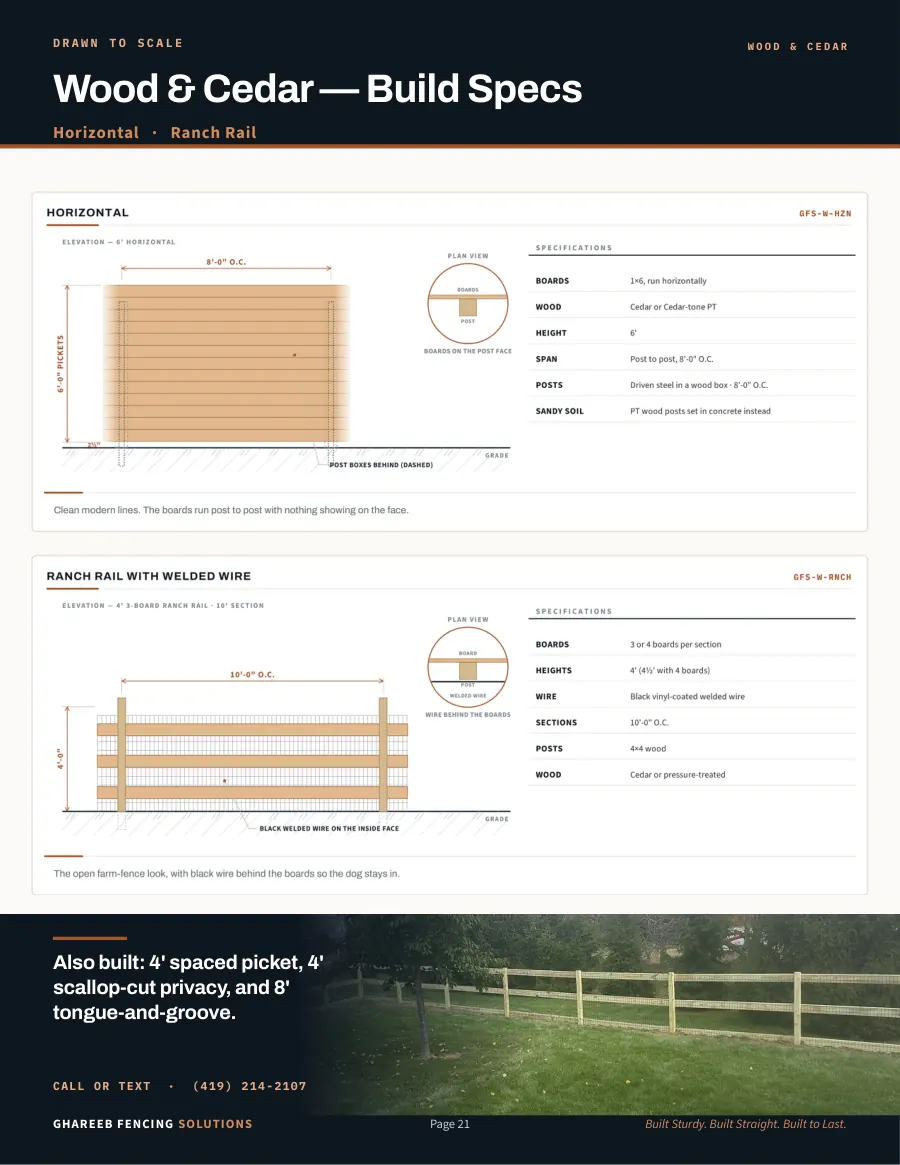 DRAWN TO SCALE
WOOD & CEDAR
Wood & Cedar — Build Specs
Horizontal · Ranch Rail
HORIZONTAL
GFS-W-HZN
ELEVATION — 6' HORIZONTAL
8'-0" O.C.
6'-0" PICKETS
2½"
GRADE
POST BOXES BEHIND (DASHED)
PLAN VIEW
BOARDS
POST
BOARDS ON THE POST FACE
SPECIFICATIONS
BOARDS 1×6, run horizontally
WOOD Cedar or Cedar-tone PT
HEIGHT 6'
SPAN Post to post, 8'-0" O.C.
POSTS Driven steel in a wood box · 8'-0" O.C.
SANDY SOIL PT wood posts set in concrete instead
Clean modern lines. The boards run post to post with nothing showing on the face.
RANCH RAIL WITH WELDED WIRE
GFS-W-RNCH
ELEVATION — 4' 3-BOARD RANCH RAIL · 10' SECTION
10'-0" O.C.
4'-0"
GRADE
BLACK WELDED WIRE ON THE INSIDE FACE
PLAN VIEW
BOARD
POST
WELDED WIRE
WIRE BEHIND THE BOARDS
SPECIFICATIONS
BOARDS 3 or 4 boards per section
HEIGHTS 4' (4½' with 4 boards)
WIRE Black vinyl-coated welded wire
SECTIONS 10'-0" O.C.
POSTS 4×4 wood
WOOD Cedar or pressure-treated
The open farm-fence look, with black wire behind the boards so the dog stays in.
Also built: 4' spaced picket, 4'
scallop-cut privacy, and 8'
tongue-and-groove.
CALL OR TEXT · (419) 214-2107
GHAREEB FENCING SOLUTIONS
Page 21
Built Sturdy. Built Straight. Built to Last.